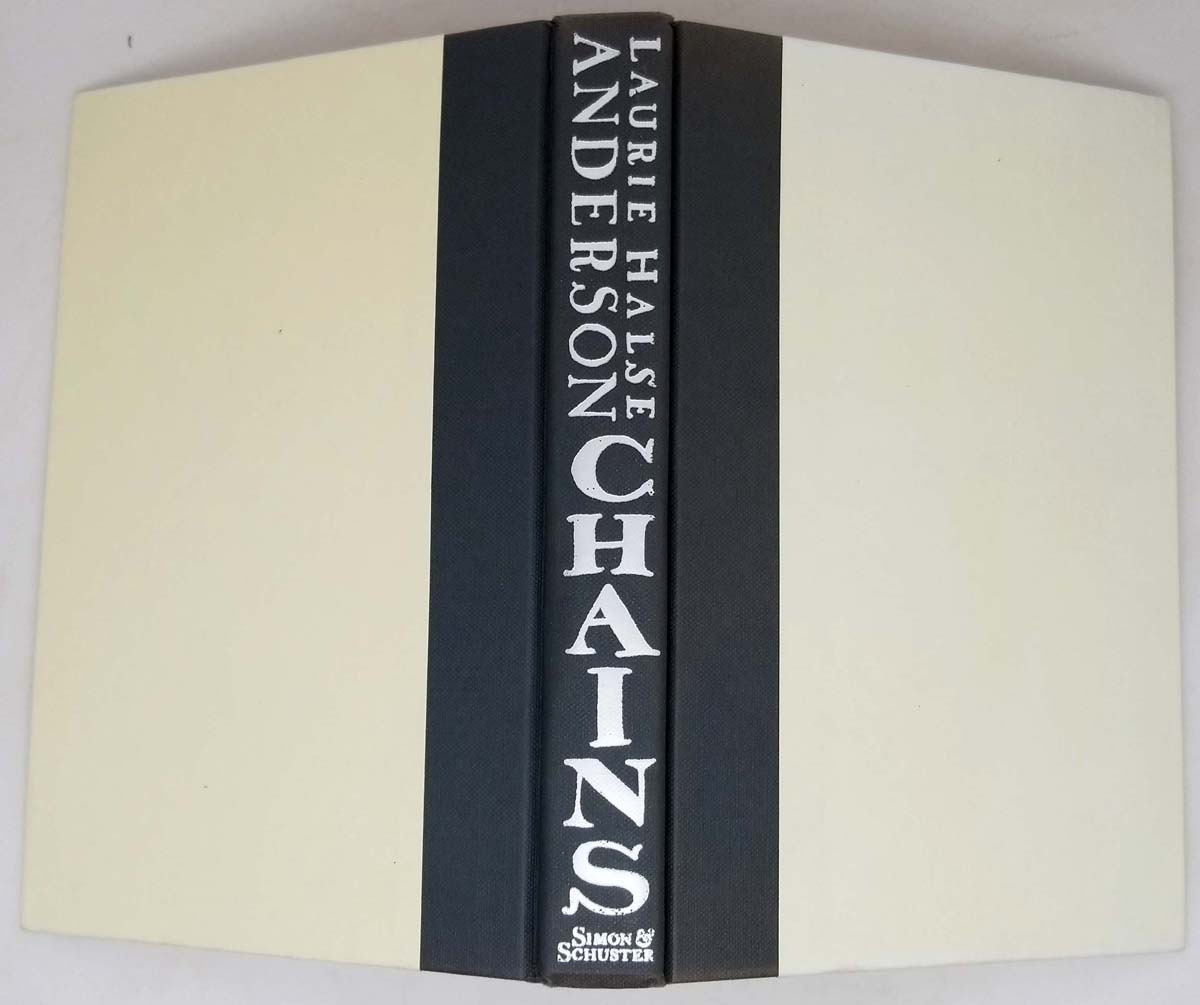 LAURIE HALSE
ANDERSON
CHAINS
SIMON &
SCHUSTER